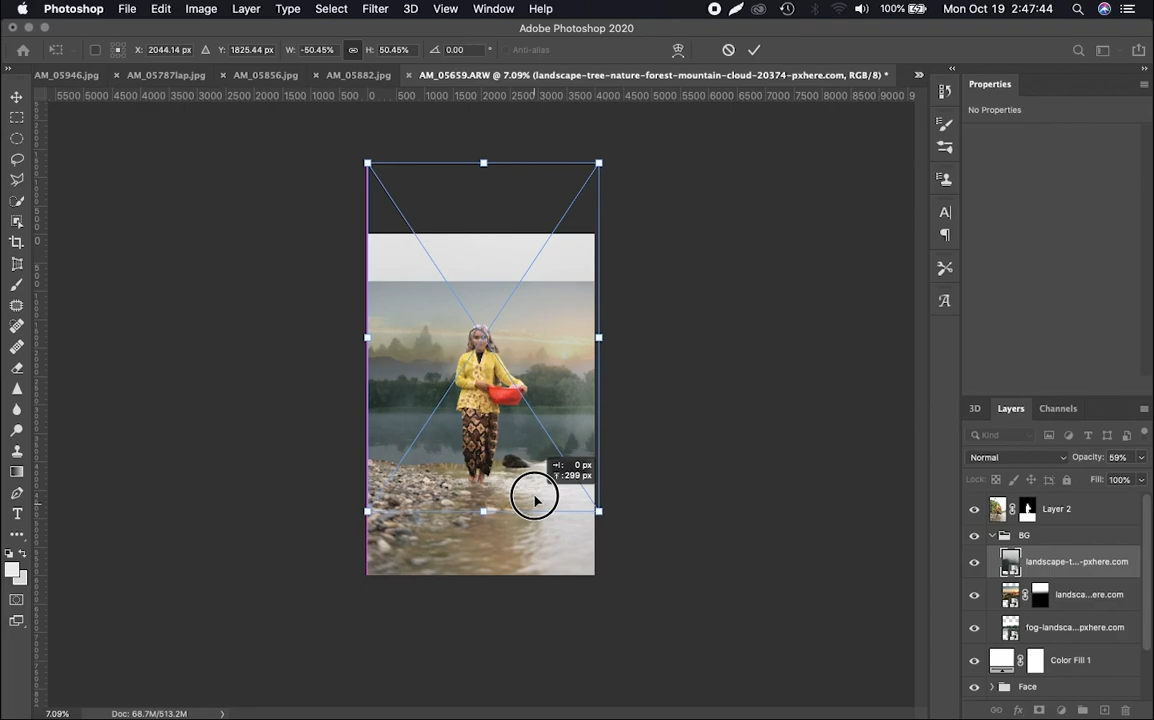 Photoshop File Edit Image Layer Type Select Filter 3D View Window Help 100% Mon Oct 19 2:47:44
Adobe Photoshop 2020
X: 2044.14 px Y: 1825.44 px W: -50.45% H: 50.45% 0.00 ° Anti-alias
AM_05946.jpg × AM_05787lap.jpg × AM_05856.jpg × AM_05882.jpg × AM_05659.ARW @ 7.09% (landscape-tree-nature-forest-mountain-cloud-20374-pxhere.com, RGB/8) *
5500 5000 4500 4000 3500 3000 2500 2000 1500 1000 500 0 500 1000 1500 2000 2500 3000 3500 4000 4500 5000 5500 6000 6500 7000 7500 8000 8500 9000 9
Properties
No Properties
0 px
: 299 px
3D Layers Channels
Kind
Normal Opacity: 59%
Lock: Fill: 100%
Layer 2
BG
landscape-t...-pxhere.com
landsca...ere.com
fog-landsca...pxhere.com
Color Fill 1
Face
7.09% Doc: 68.7M/513.2M